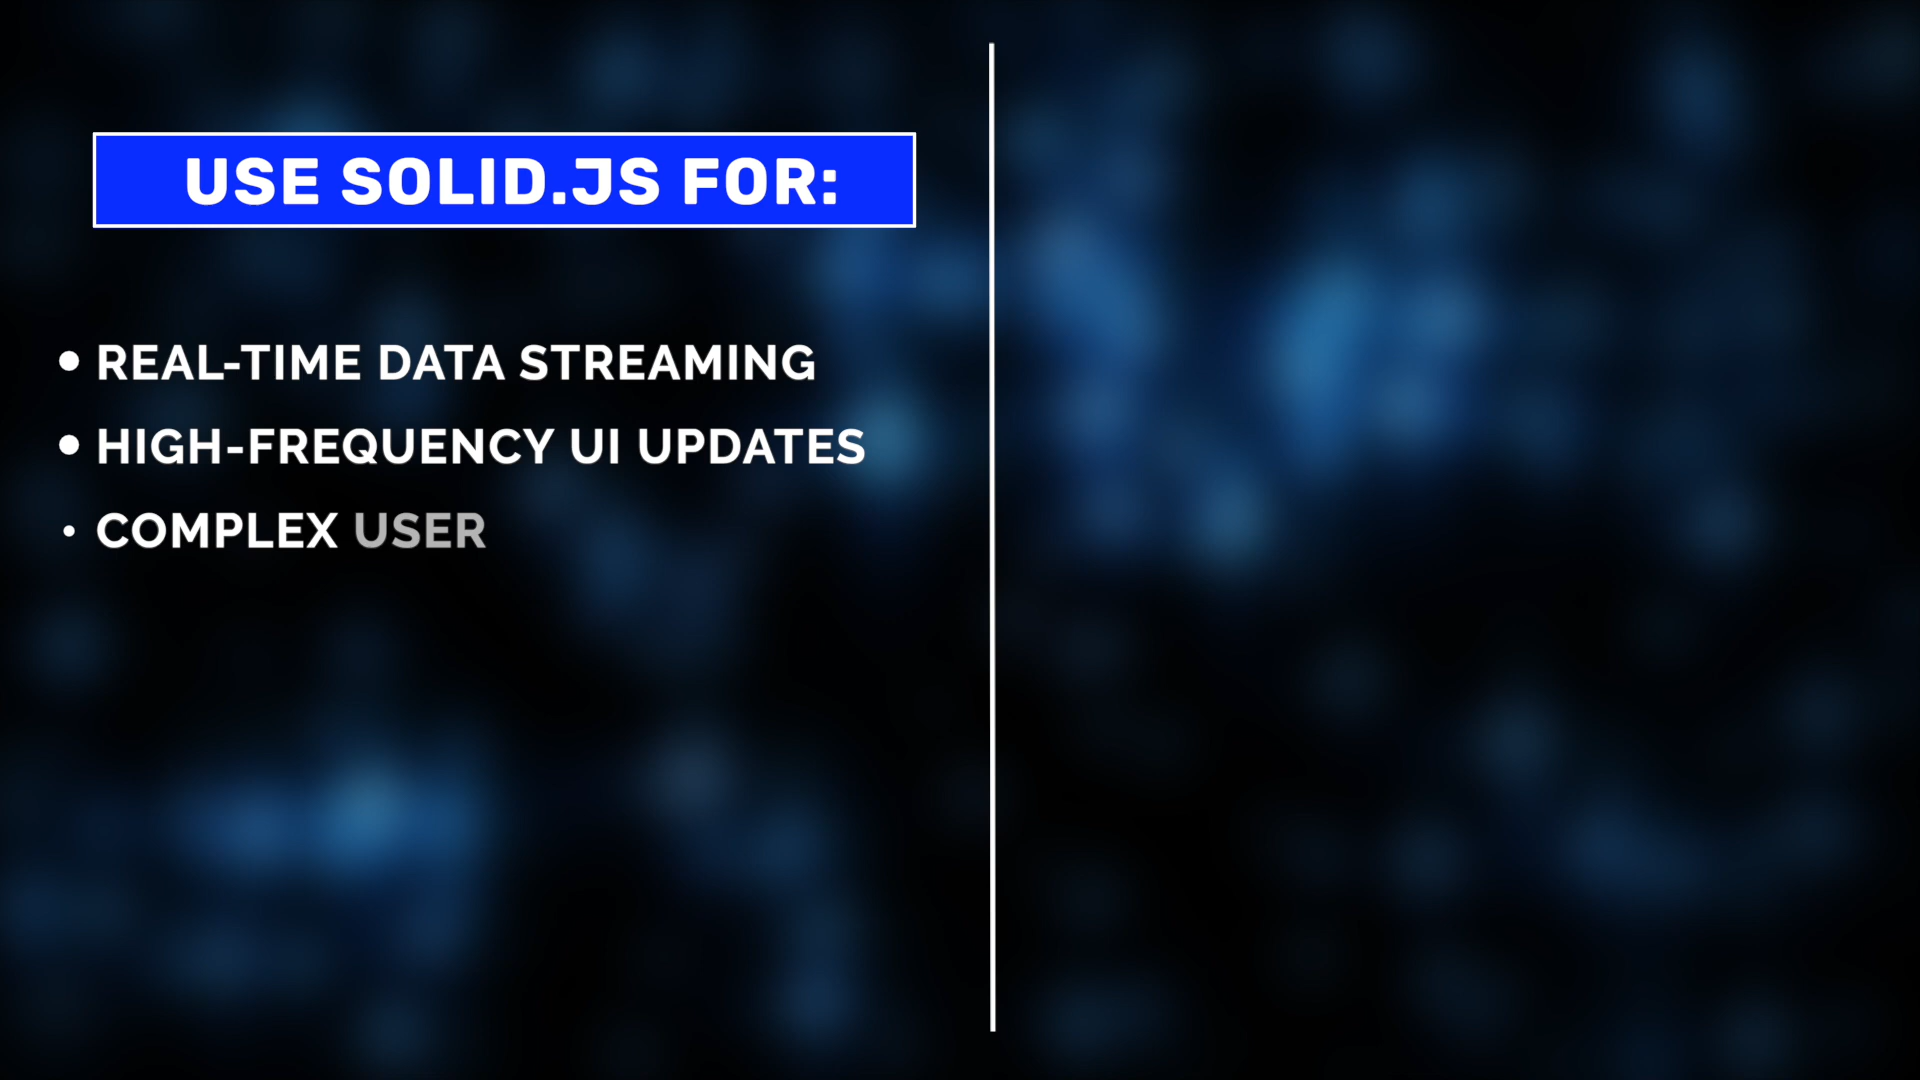 USE SOLID.JS FOR:
• REAL-TIME DATA STREAMING
• HIGH-FREQUENCY UI UPDATES
• COMPLEX USER